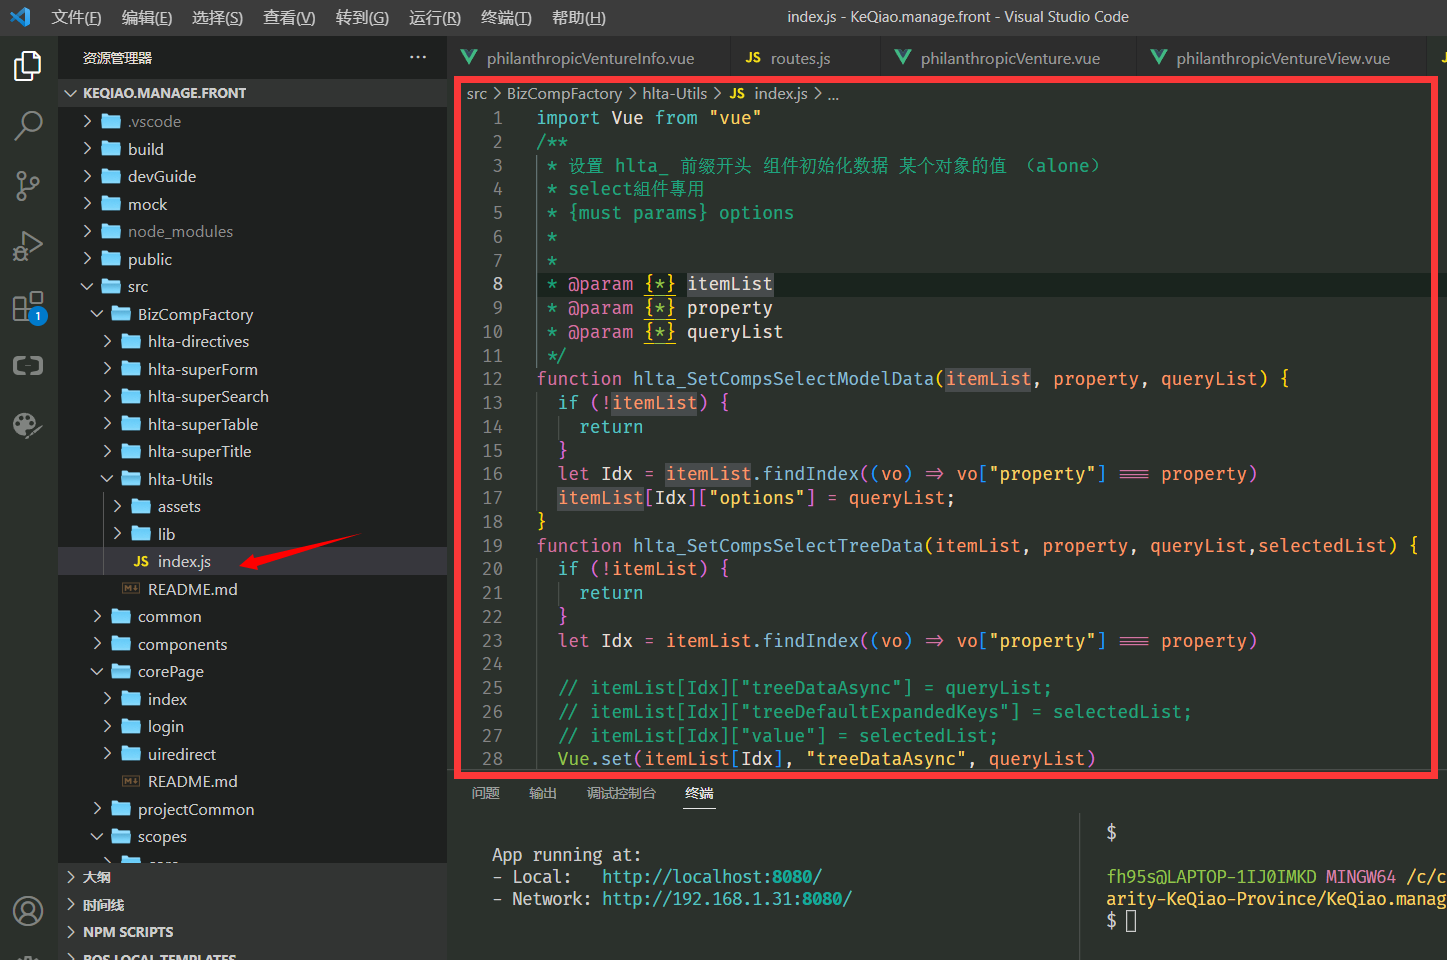 文件(F) 编辑(E) 选择(S) 查看(V) 转到(G) 运行(R) 终端(T) 帮助(H) index.js - KeQiao.manage.front - Visual Studio Code
资源管理器 ···
KEQIAO.MANAGE.FRONT
.vscode
build
devGuide
mock
node_modules
public
src
BizCompFactory
hlta-directives
hlta-superForm
hlta-superSearch
hlta-superTable
hlta-superTitle
hlta-Utils
assets
lib
JS index.js
README.md
common
components
corePage
index
login
uiredirect
README.md
projectCommon
scopes
大纲
时间线
NPM SCRIPTS
BOS LOCAL TEMPLATES
1
philanthropicVentureInfo.vue JS routes.js philanthropicVenture.vue philanthropicVentureView.vue
src > BizCompFactory > hlta-Utils > JS index.js > ...
1 import Vue from "vue"
2 /**
3 * 设置 hlta_ 前缀开头 组件初始化数据 某个对象的值 （alone）
4 * select組件專用
5 * {must params} options
6 *
7 *
8 * @param {*} itemList
9 * @param {*} property
10 * @param {*} queryList
11 */
12 function hlta_SetCompsSelectModelData(itemList, property, queryList) {
13 if (!itemList) {
14 return
15 }
16 let Idx = itemList.findIndex((vo) => vo["property"] === property)
17 itemList[Idx]["options"] = queryList;
18 }
19 function hlta_SetCompsSelectTreeData(itemList, property, queryList,selectedList) {
20 if (!itemList) {
21 return
22 }
23 let Idx = itemList.findIndex((vo) => vo["property"] === property)
24
25 // itemList[Idx]["treeDataAsync"] = queryList;
26 // itemList[Idx]["treeDefaultExpandedKeys"] = selectedList;
27 // itemList[Idx]["value"] = selectedList;
28 Vue.set(itemList[Idx], "treeDataAsync", queryList)
问题 输出 调试控制台 终端
App running at:
- Local: http://localhost:8080/
- Network: http://192.168.1.31:8080/
$
fh95s@LAPTOP-1IJ0IMKD MINGW64 /c/c
arity-KeQiao-Province/KeQiao.manag
$